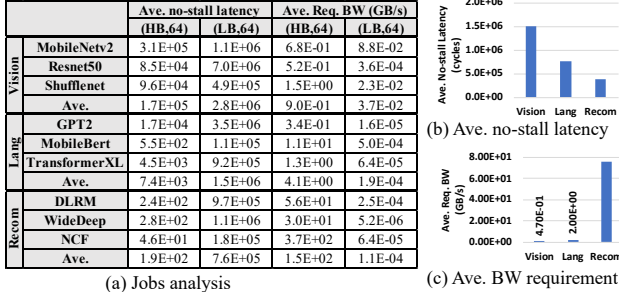 Ave. no-stall latency Ave. Req. BW (GB/s)
(HB,64) (LB,64) (HB,64) (LB,64)
Vision
MobileNetv2 3.1E+05 1.1E+06 6.8E-01 8.8E-02
Resnet50 8.5E+04 7.0E+06 5.2E-01 3.6E-04
Shufflenet 9.6E+04 4.9E+05 1.5E+00 2.3E-02
Ave. 1.7E+05 2.8E+06 9.0E-01 3.7E-02
Lang
GPT2 1.7E+04 3.5E+06 3.4E-01 1.6E-05
MobileBert 5.5E+02 1.1E+05 1.1E+01 5.0E-04
TransformerXL 4.5E+03 9.2E+05 1.3E+00 6.4E-05
Ave. 7.4E+03 1.5E+06 4.1E+00 1.9E-04
Recom
DLRM 2.4E+02 9.7E+05 5.6E+01 2.5E-04
WideDeep 2.8E+02 1.1E+06 3.0E+01 5.2E-06
NCF 4.6E+01 1.8E+05 3.7E+02 6.4E-05
Ave. 1.9E+02 7.6E+05 1.5E+02 1.1E-04
(a) Jobs analysis
Ave. No-stall Latency
(cycles)
2.0E+06
1.5E+06
1.0E+06
5.0E+05
0.0E+00
Vision Lang Recom
(b) Ave. no-stall latency
Ave. Req. BW
(GB/s)
8.00E+01
6.00E+01
4.00E+01
2.00E+01
0.00E+00
4.70E-01
2.00E+00
Vision Lang Recom
(c) Ave. BW requirement